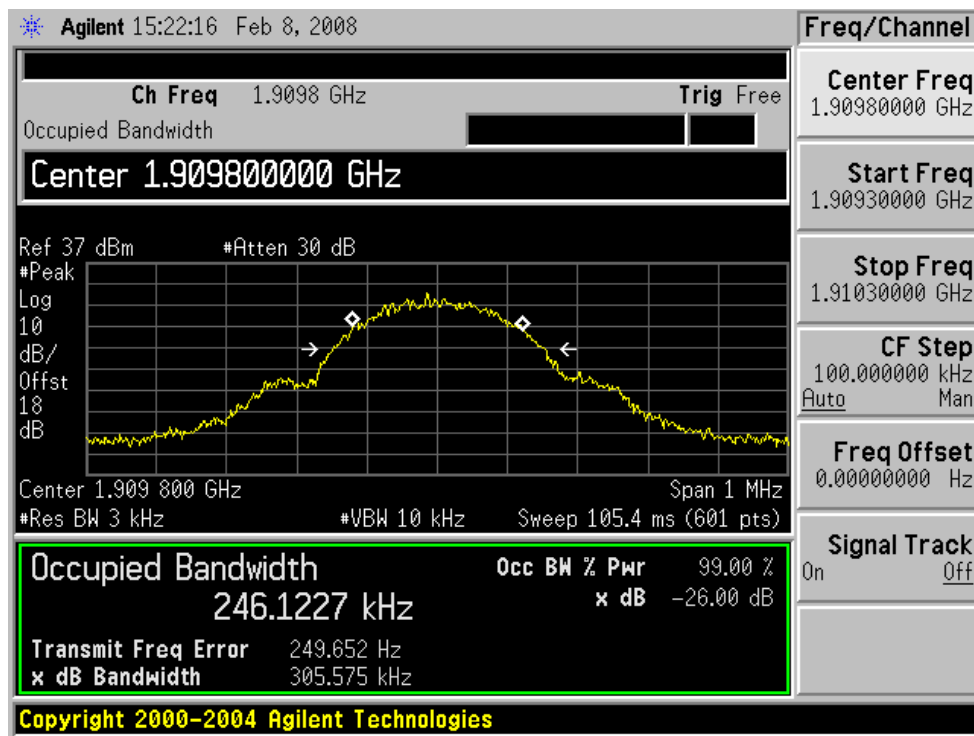 Agilent 15:22:16 Feb 8, 2008
Freq/Channel
Ch Freq 1.9098 GHz Trig Free
Occupied Bandwidth
Center 1.909800000 GHz
Ref 37 dBm #Atten 30 dB
#Peak
Log
10
dB/
Offst
18
dB
Center 1.909 800 GHz Span 1 MHz
#Res BW 3 kHz #VBW 10 kHz Sweep 105.4 ms (601 pts)
Occupied Bandwidth
246.1227 kHz
Occ BW % Pwr 99.00 %
x dB -26.00 dB
Transmit Freq Error 249.652 Hz
x dB Bandwidth 305.575 kHz
Center Freq
1.90980000 GHz
Start Freq
1.90930000 GHz
Stop Freq
1.91030000 GHz
CF Step
100.000000 kHz
Auto Man
Freq Offset
0.00000000 Hz
Signal Track
On Off
Copyright 2000-2004 Agilent Technologies